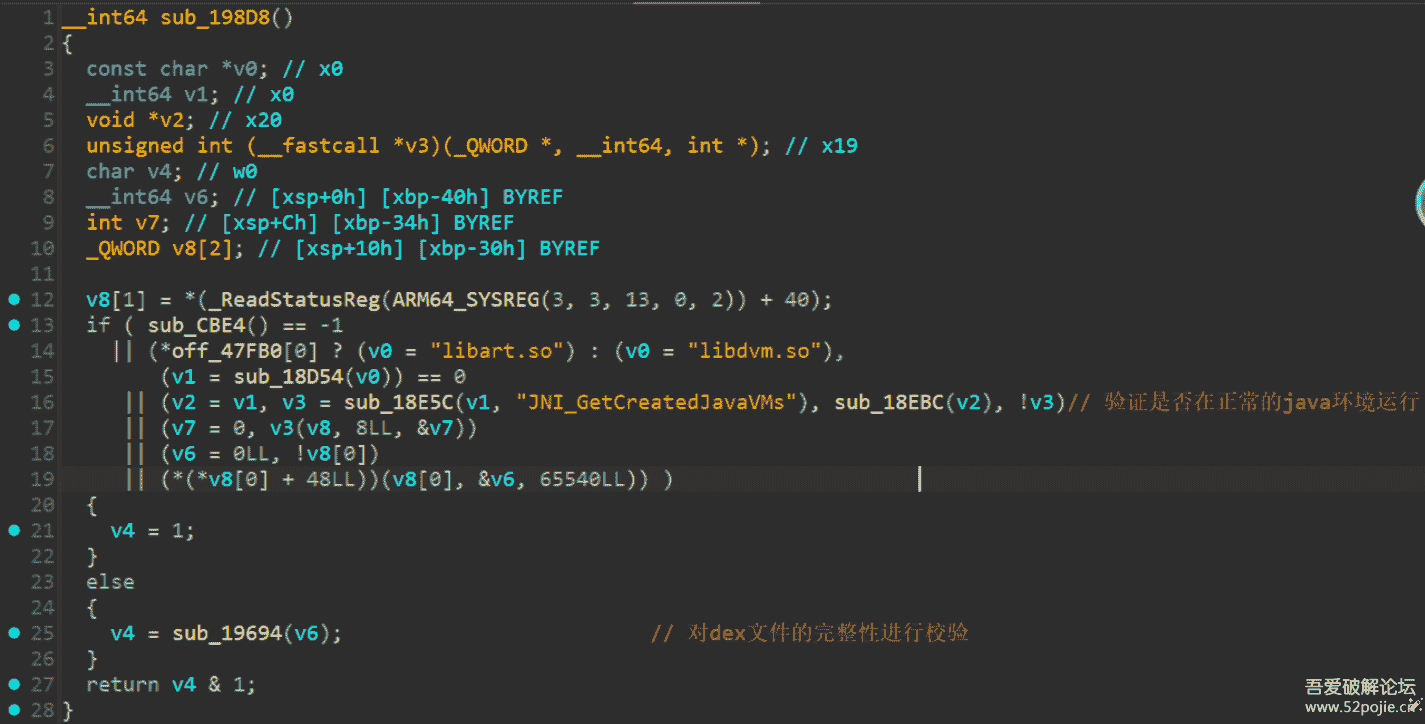 1 __int64 sub_198D8()
2 {
3 const char *v0; // x0
4 __int64 v1; // x0
5 void *v2; // x20
6 unsigned int (__fastcall *v3)(_QWORD *, __int64, int *); // x19
7 char v4; // w0
8 __int64 v6; // [xsp+0h] [xbp-40h] BYREF
9 int v7; // [xsp+Ch] [xbp-34h] BYREF
10 _QWORD v8[2]; // [xsp+10h] [xbp-30h] BYREF
11
12 v8[1] = *(_ReadStatusReg(ARM64_SYSREG(3, 3, 13, 0, 2)) + 40);
13 if ( sub_CBE4() == -1
14 || (*off_47FB0[0] ? (v0 = "libart.so") : (v0 = "libdvm.so"),
15 (v1 = sub_18D54(v0)) == 0
16 || (v2 = v1, v3 = sub_18E5C(v1, "JNI_GetCreatedJavaVMs"), sub_18EBC(v2), !v3)// 验证是否在正常的java环境运行
17 || (v7 = 0, v3(v8, 8LL, &v7))
18 || (v6 = 0LL, !v8[0])
19 || (*(*v8[0] + 48LL))(v8[0], &v6, 65540LL)) )
20 {
21 v4 = 1;
22 }
23 else
24 {
25 v4 = sub_19694(v6); // 对dex文件的完整性进行校验
26 }
27 return v4 & 1;
28 }
吾爱破解论坛
www.52pojie.cn